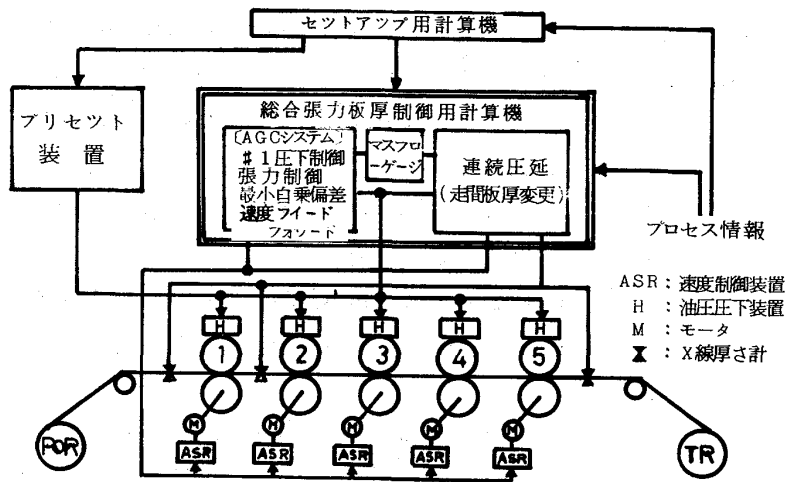 セツトアツプ用計算機
プリセツト
装置
総合張力板厚制御用計算機
〔AGCシステム〕
#1圧下制御
張力制御
最小自乗偏差
速度フイード
フォワード
マスフロ
ーゲージ
連続圧延
(走間板厚変更)
プロセス情報
ASR:速度制御装置
H:油圧圧下装置
M:モータ
:X線厚さ計
H H H H H
1 2 3 4 5
M M M M M
ASR ASR ASR ASR ASR
POR
TR